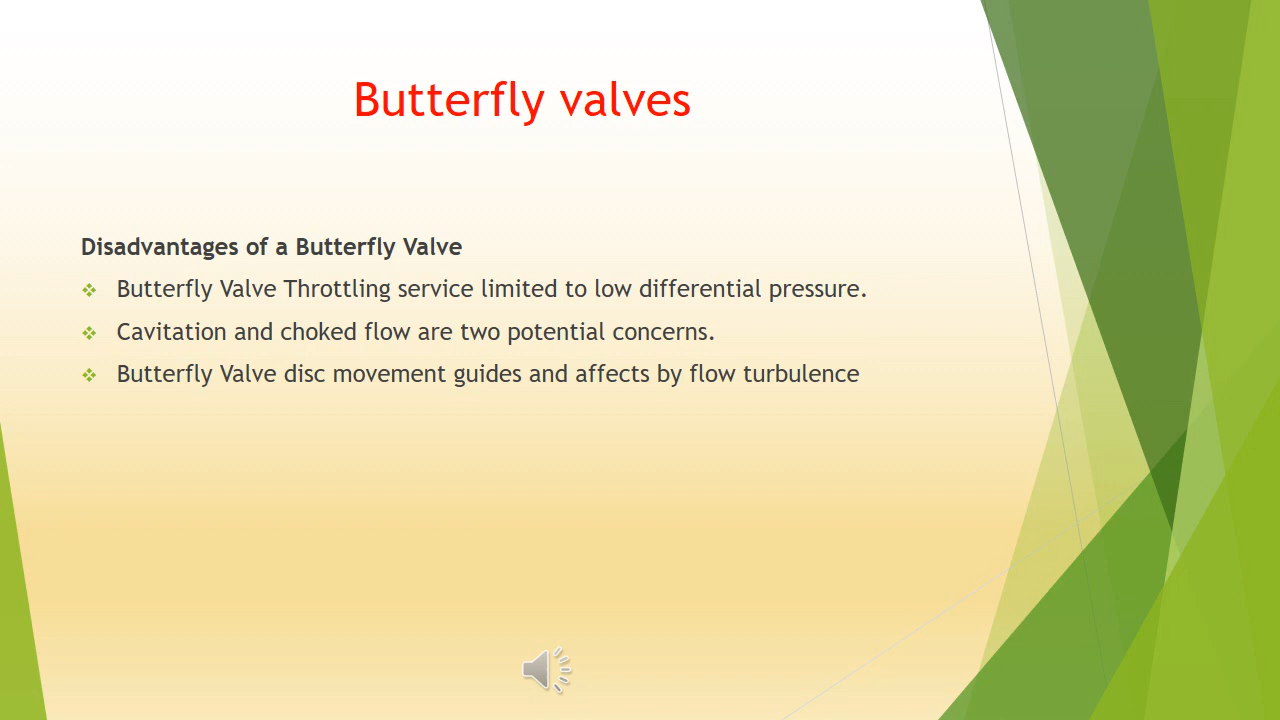 Butterfly valves
Disadvantages of a Butterfly Valve
Butterfly Valve Throttling service limited to low differential pressure.
Cavitation and choked flow are two potential concerns.
Butterfly Valve disc movement guides and affects by flow turbulence